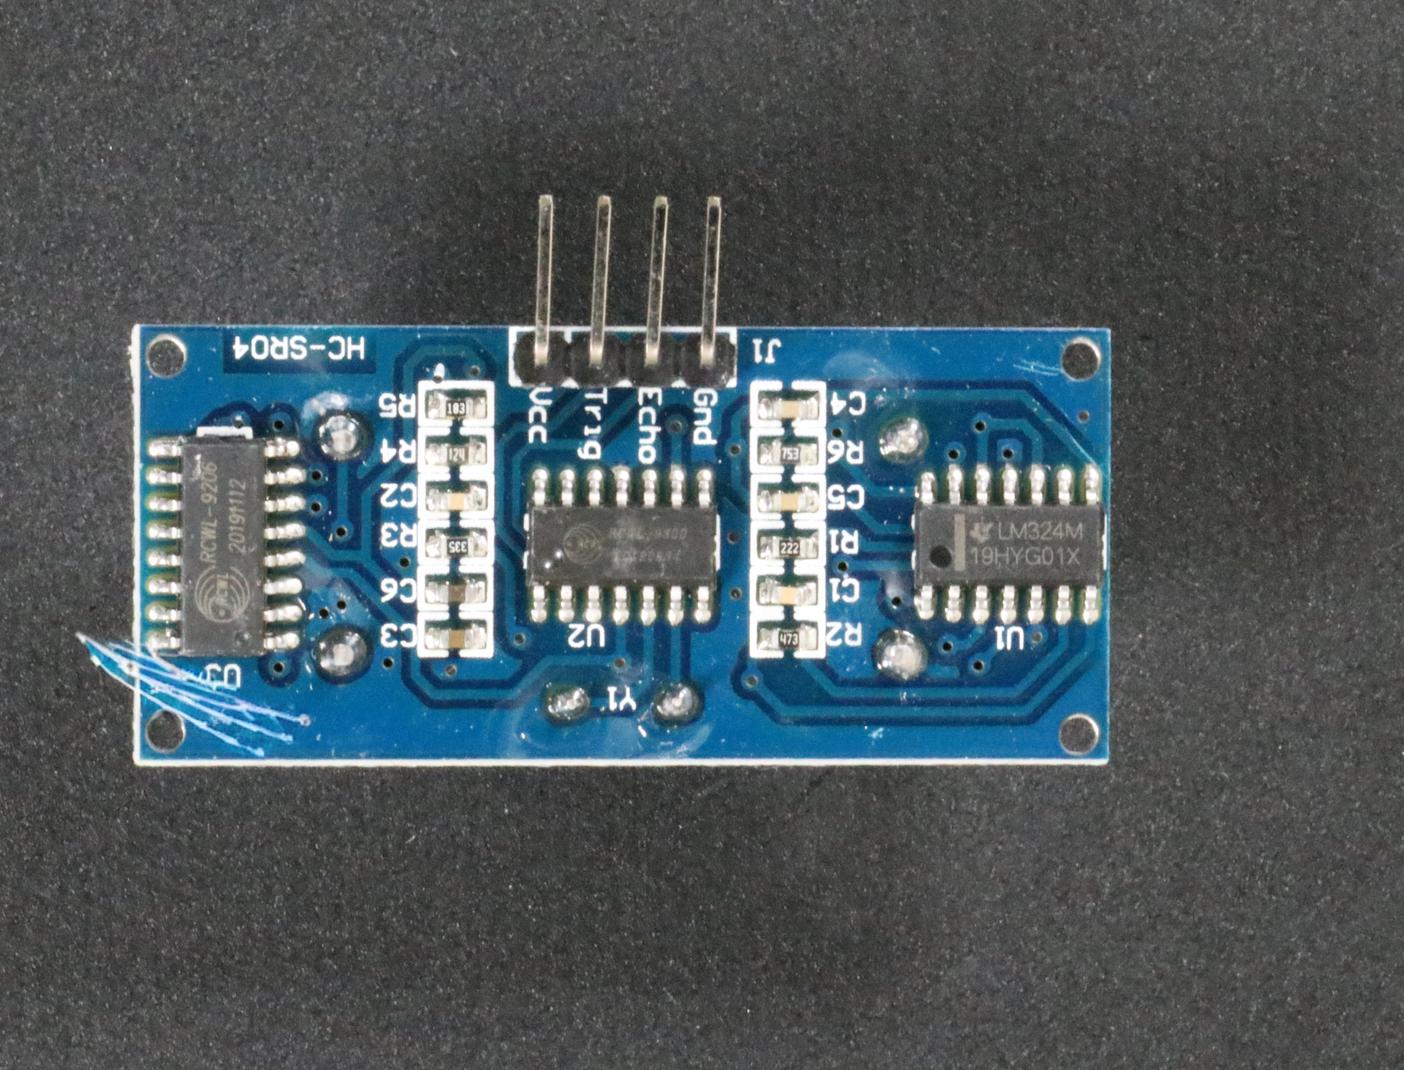 HC-SR04
J1
Vcc
Trig
Echo
Gnd
R5
183
R4
124
C2
R3
335
C6
C3
C4
R6
753
C5
R1
222
C1
R2
473
RCWL-9206
20191112
U3
U2
LM324M
19HYG01X
U1
Y1